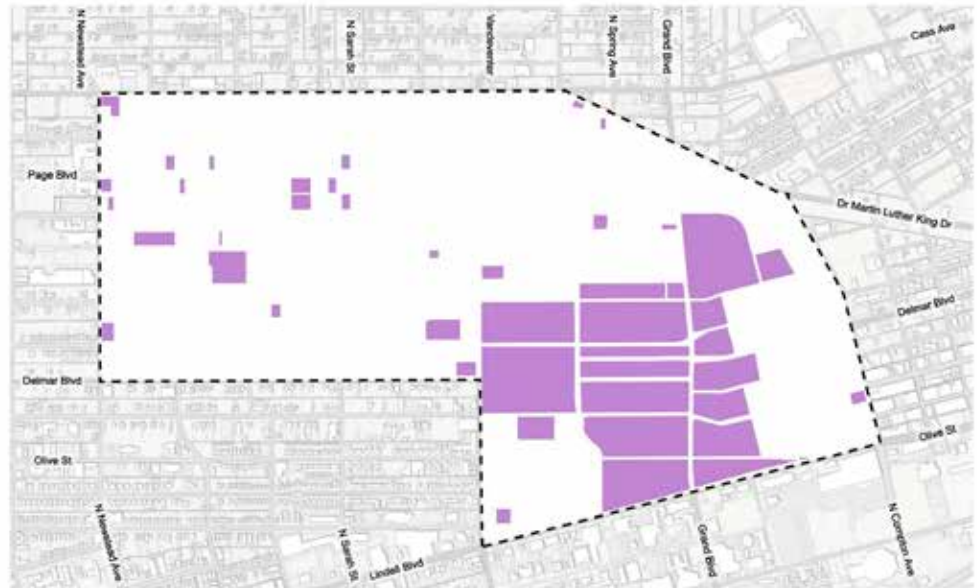 N Newstead Ave
N Sarah St
Vandeventer
N Spring Ave
Grand Blvd
Cass Ave
Page Blvd
Dr Martin Luther King Dr
Delmar Blvd
Delmar Blvd
Olive St
Olive St
N Newstead Ave
N Sarah St
Lindell Blvd
Grand Blvd
N Compton Ave